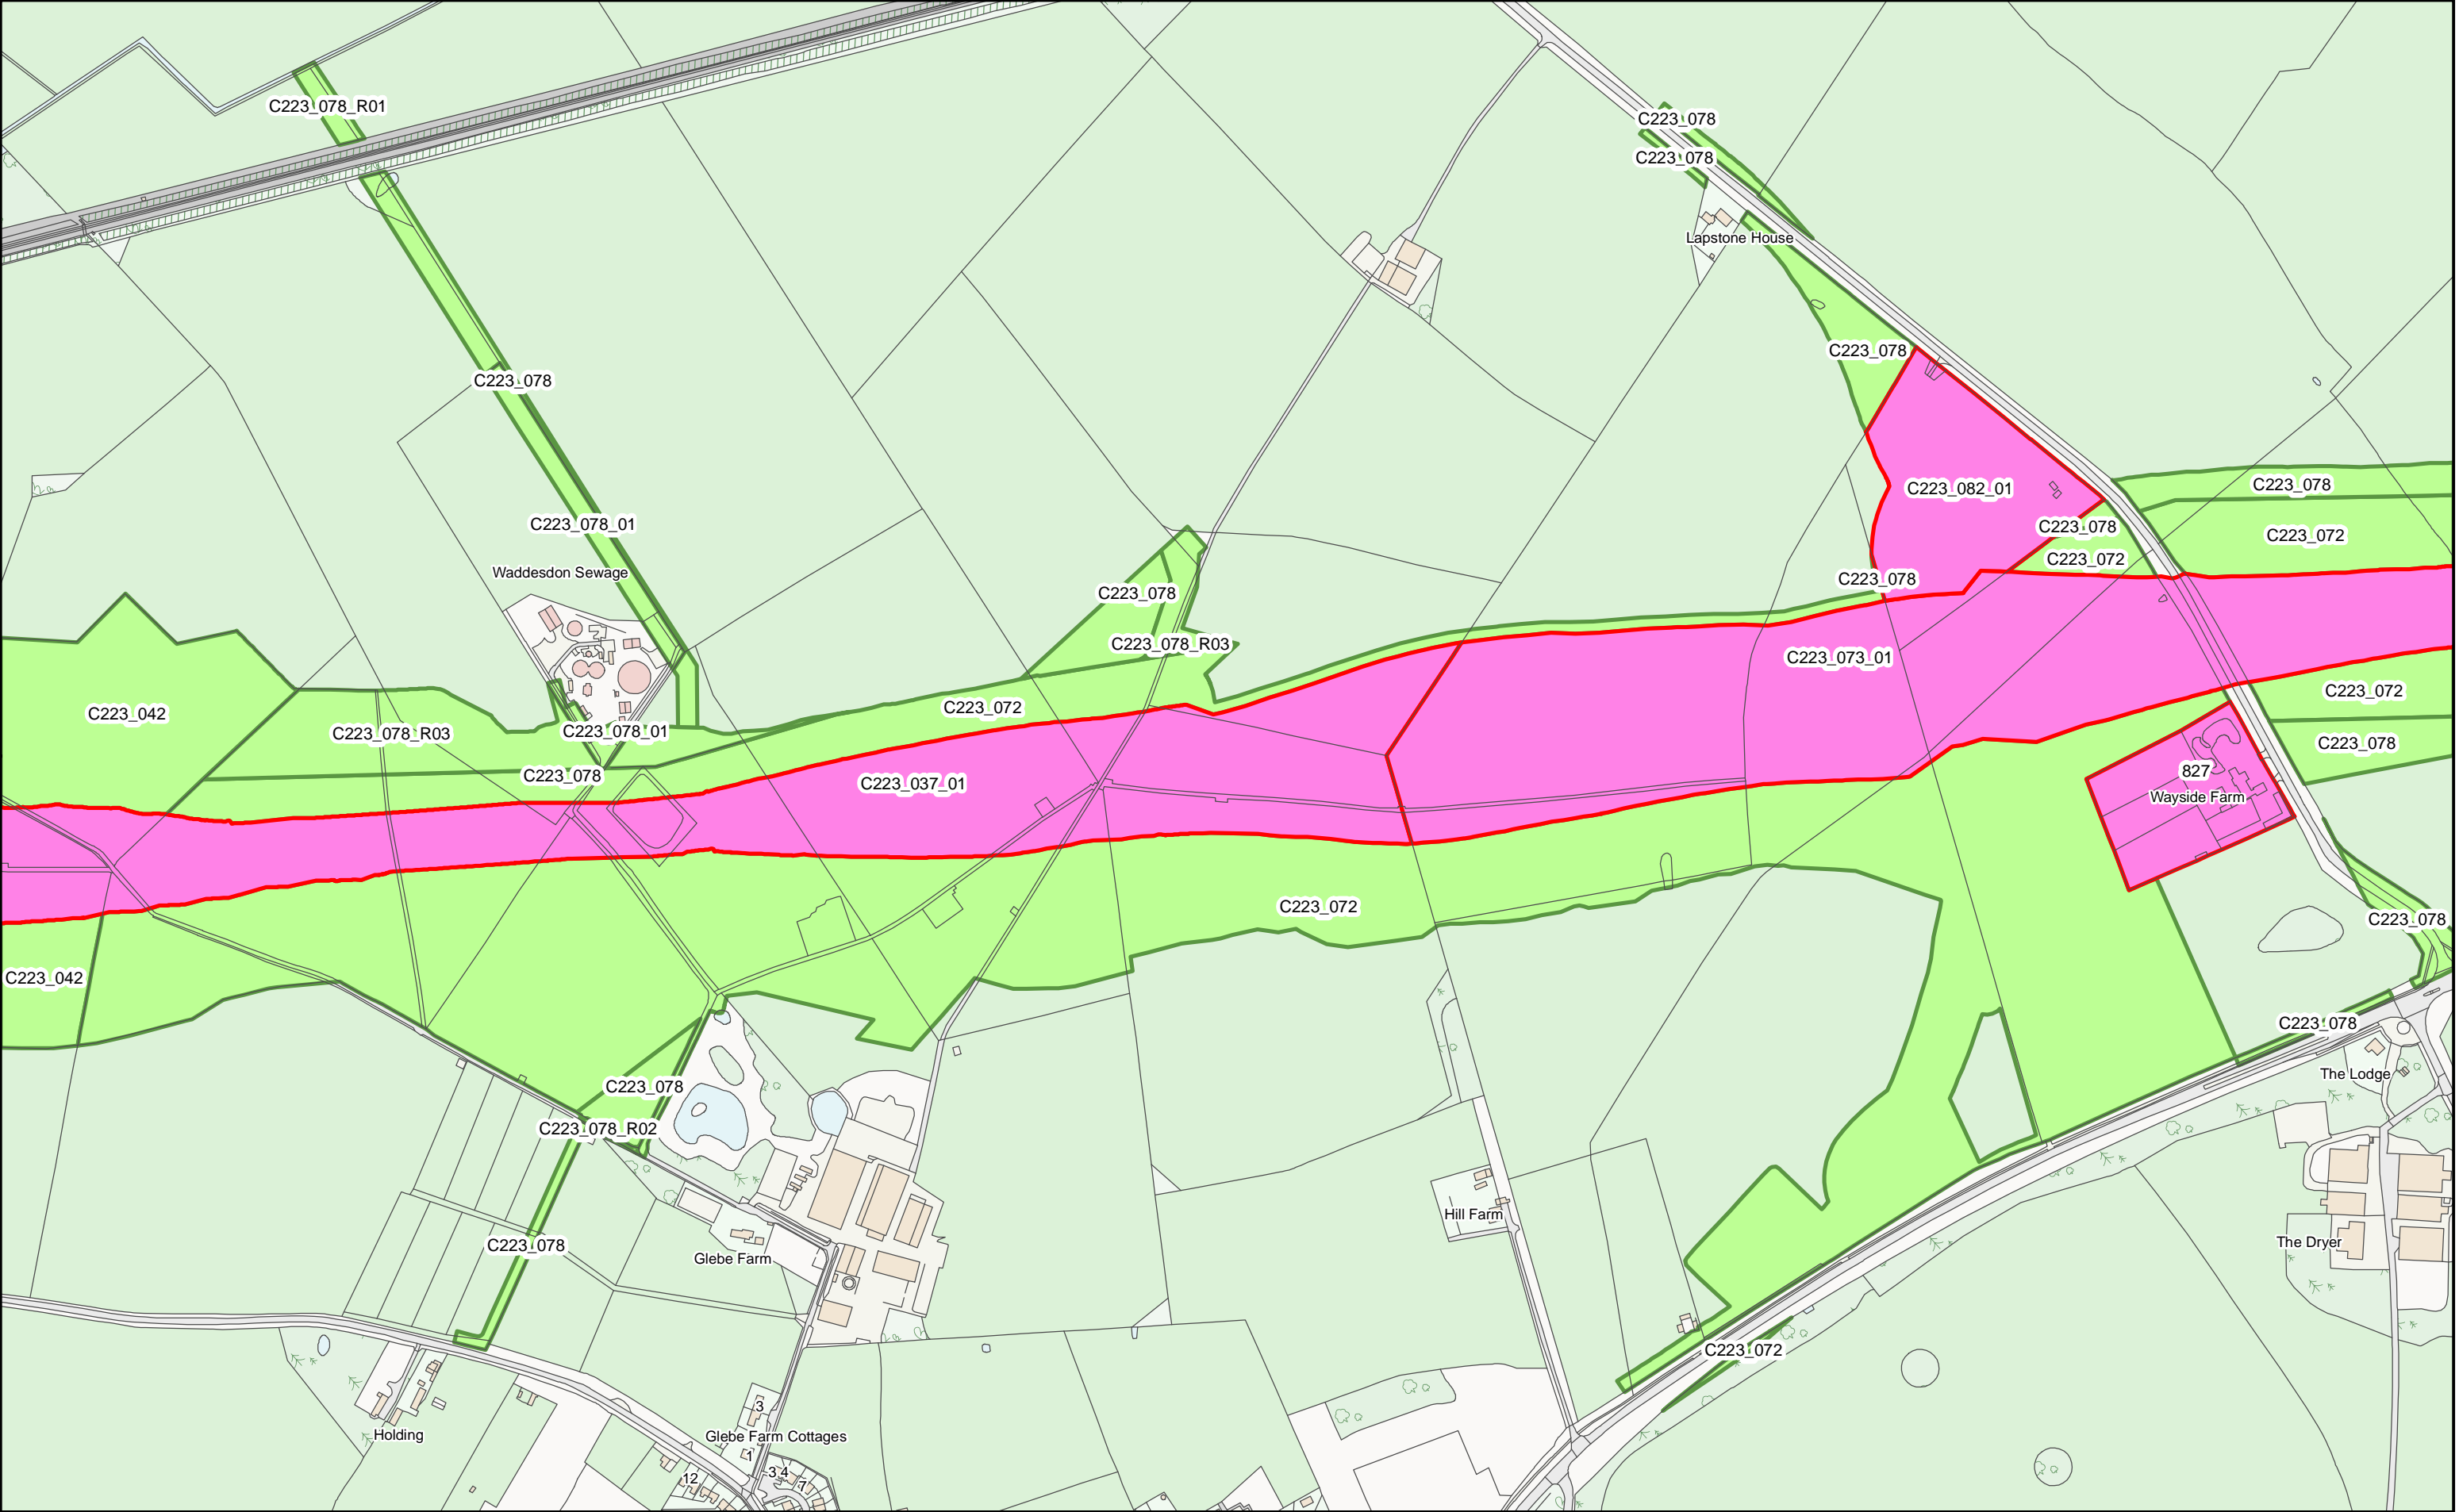 C223_078_R01
C223_078
C223_078
Lapstone House
C223_078
C223_078
C223_082_01
C223_078
C223_078_01
C223_078
C223_072
C223_072
Waddesdon Sewage
C223_078
C223_078
C223_078_R03
C223_073_01
C223_072
C223_042
C223_072
C223_078_R03
C223_078_01
C223_078
C223_078
827
C223_037_01
Wayside Farm
C223_072
C223_078
C223_042
C223_078
C223_078
The Lodge
C223_078_R02
Hill Farm
C223_078
The Dryer
Glebe Farm
C223_072
3
Holding
Glebe Farm Cottages
1
3 4
12
7